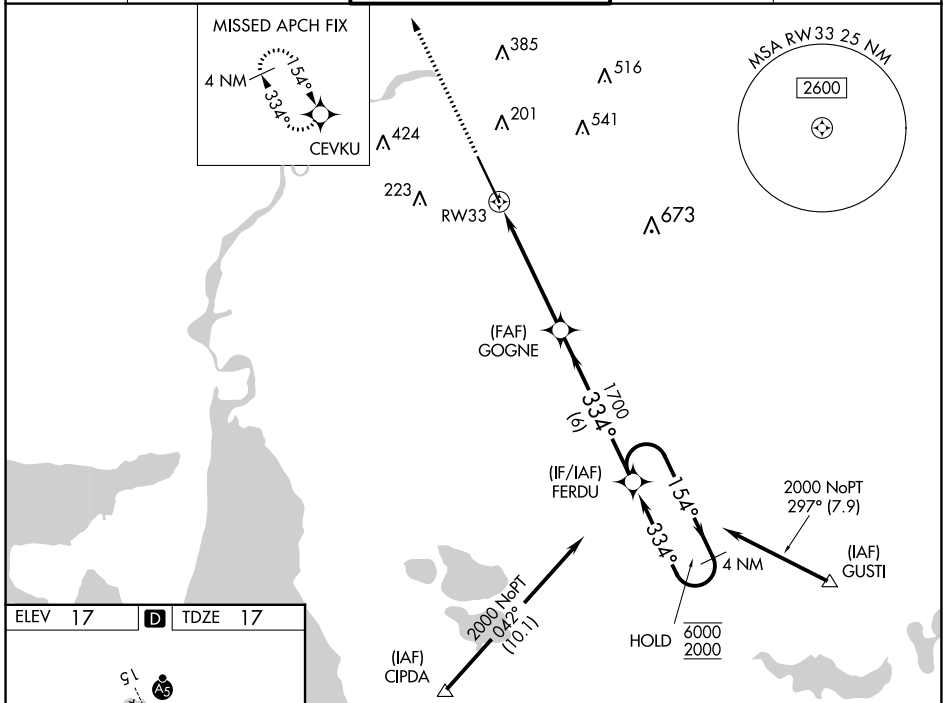 MISSED APCH FIX
4 NM
154°
334°
CEVKU
385
516
201
541
424
223
673
RW33
MSA RW33 25 NM
2600
(FAF)
GOGNE
1700
334°
(6)
(IF/IAF)
FERDU
154°
334°
4 NM
2000 NoPT
297° (7.9)
(IAF)
GUSTI
HOLD
6000
2000
2000 NoPT
042°
(10.1)
(IAF)
CIPDA
ELEV 17
D
TDZE 17
15
A5